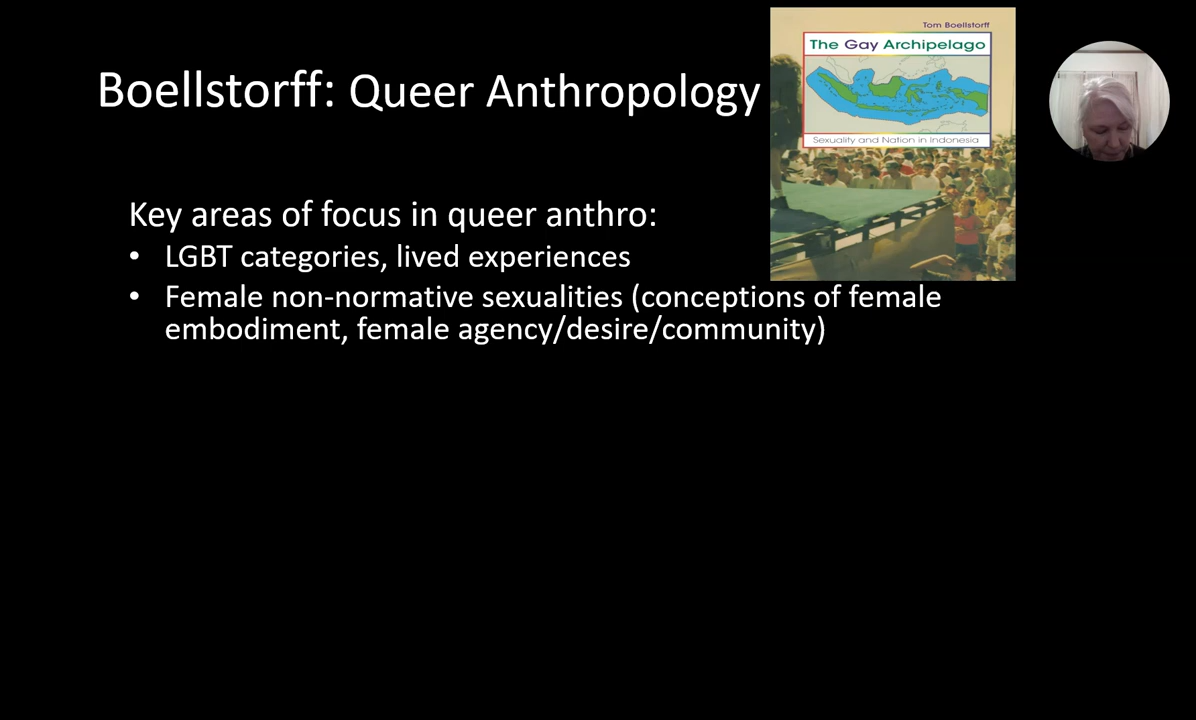 Boellstorff: Queer Anthropology
Tom Boellstorff
The Gay Archipelago
Sexuality and Nation in Indonesia
Key areas of focus in queer anthro:
• LGBT categories, lived experiences
• Female non-normative sexualities (conceptions of female
embodiment, female agency/desire/community)